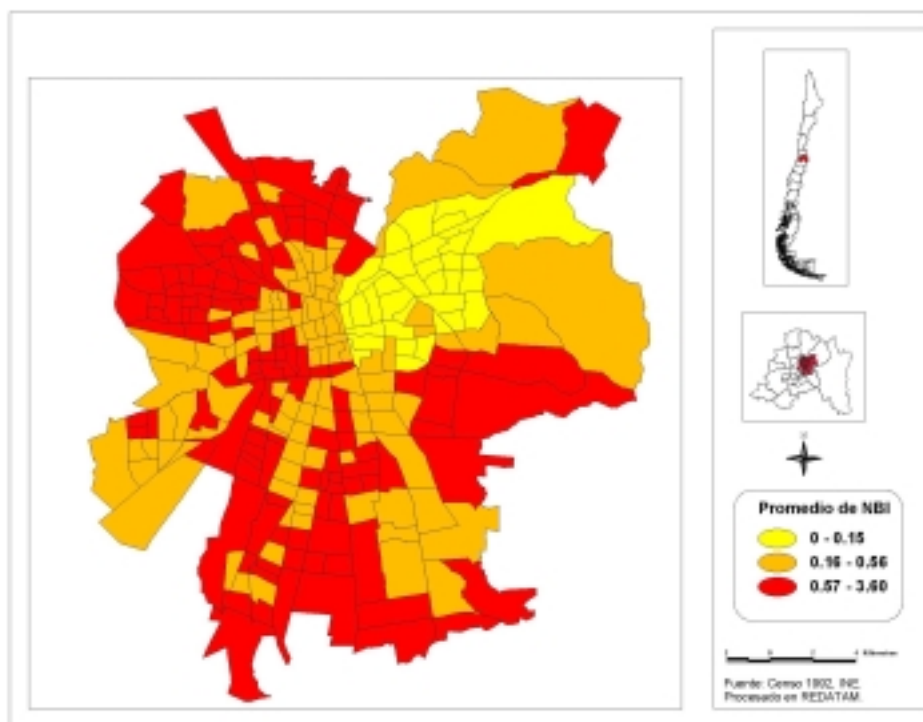 Promedio de NBI
0 - 0.15
0.16 - 0.56
0.57 - 3.60
Fuente: Censo 1992, INE.
Procesado en REDATAM.